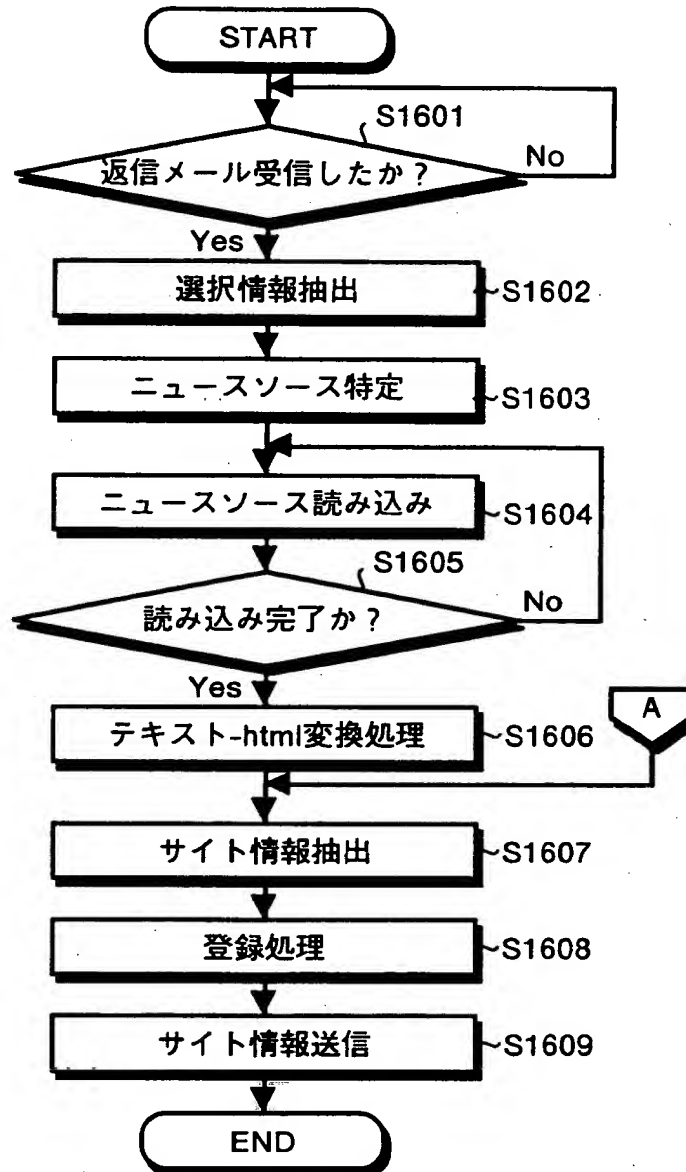 START
S1601
返信メール受信したか？
No
Yes
選択情報抽出
S1602
ニュースソース特定
S1603
ニュースソース読み込み
S1604
S1605
読み込み完了か？
No
Yes
A
テキスト-html変換処理
S1606
サイト情報抽出
S1607
登録処理
S1608
サイト情報送信
S1609
END